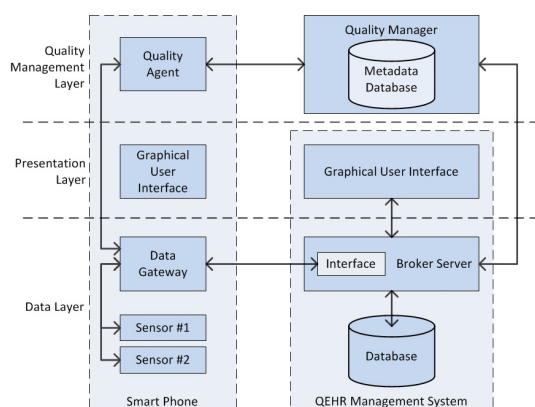 Quality
Management
Layer
Quality
Agent
Quality Manager
Metadata
Database
Presentation
Layer
Graphical
User
Interface
Graphical User Interface
Data Layer
Data
Gateway
Interface
Broker Server
Sensor #1
Sensor #2
Database
Smart Phone
QEHR Management System